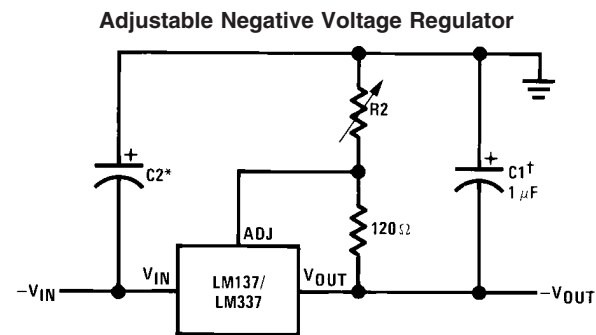 Adjustable Negative Voltage Regulator
R2
+
C2*
+
C1†
1 μF
120 Ω
ADJ
VIN
LM137/
LM337
VOUT
−VIN
−VOUT